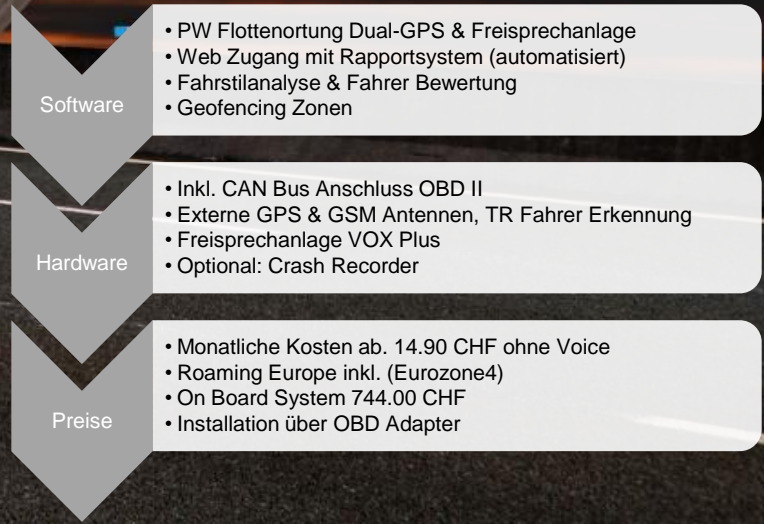 Software
• PW Flottenortung Dual-GPS & Freisprechanlage
• Web Zugang mit Rapportsystem (automatisiert)
• Fahrstilanalyse & Fahrer Bewertung
• Geofencing Zonen
Hardware
• Inkl. CAN Bus Anschluss OBD II
• Externe GPS & GSM Antennen, TR Fahrer Erkennung
• Freisprechanlage VOX Plus
• Optional: Crash Recorder
Preise
• Monatliche Kosten ab. 14.90 CHF ohne Voice
• Roaming Europe inkl. (Eurozone4)
• On Board System 744.00 CHF
• Installation über OBD Adapter